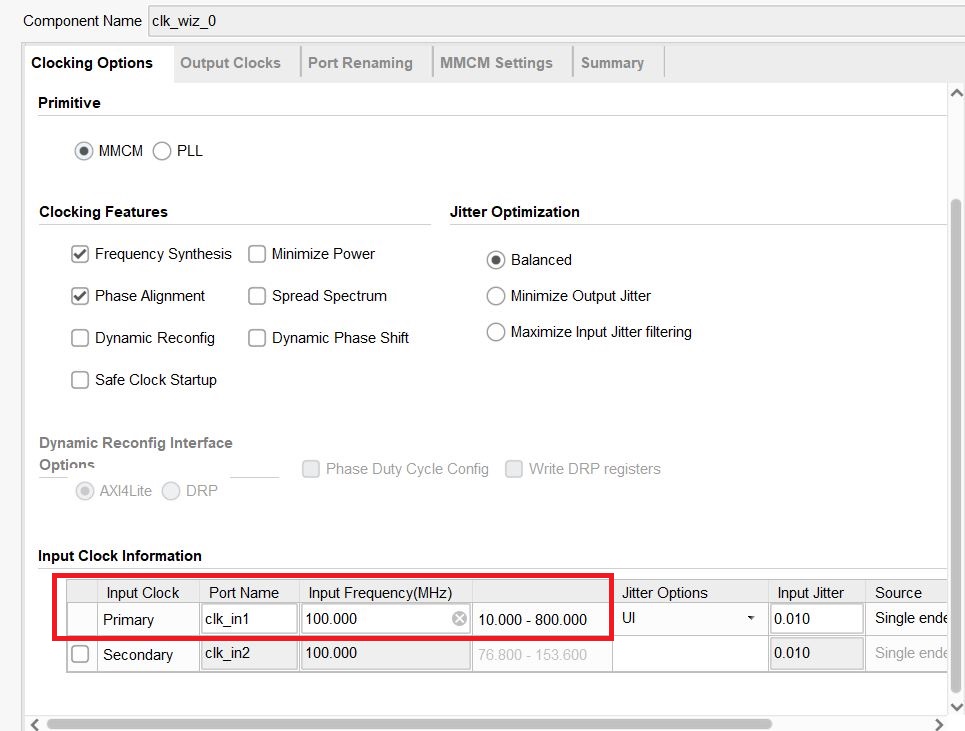 Component Name clk_wiz_0
Clocking Options Output Clocks Port Renaming MMCM Settings Summary
Primitive
MMCM PLL
Clocking Features Jitter Optimization
Frequency Synthesis Minimize Power Balanced
Phase Alignment Spread Spectrum Minimize Output Jitter
Dynamic Reconfig Dynamic Phase Shift Maximize Input Jitter filtering
Safe Clock Startup
Dynamic Reconfig Interface
Options Phase Duty Cycle Config Write DRP registers
AXI4Lite DRP
Input Clock Information
Input Clock Port Name Input Frequency(MHz) Jitter Options Input Jitter Source
Primary clk_in1 100.000 10.000 - 800.000 UI 0.010 Single ende
Secondary clk_in2 100.000 76.800 - 153.600 0.010 Single ende